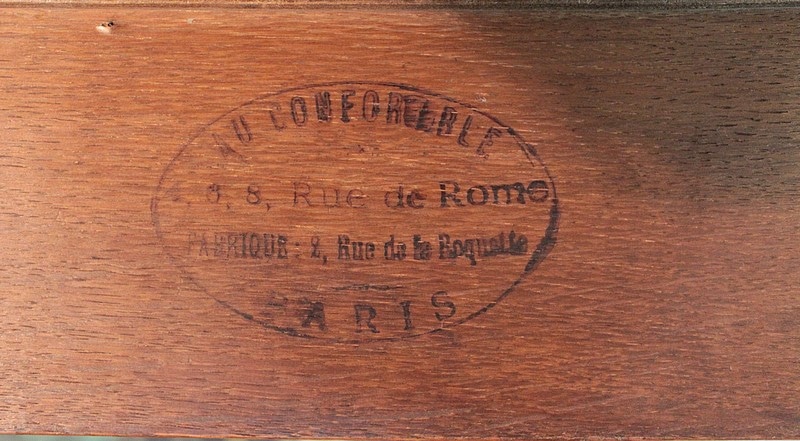 AU CONFORTABLE
6, 8, Rue de Rome
FABRIQUE: 2, Rue de la Roquette
PARIS